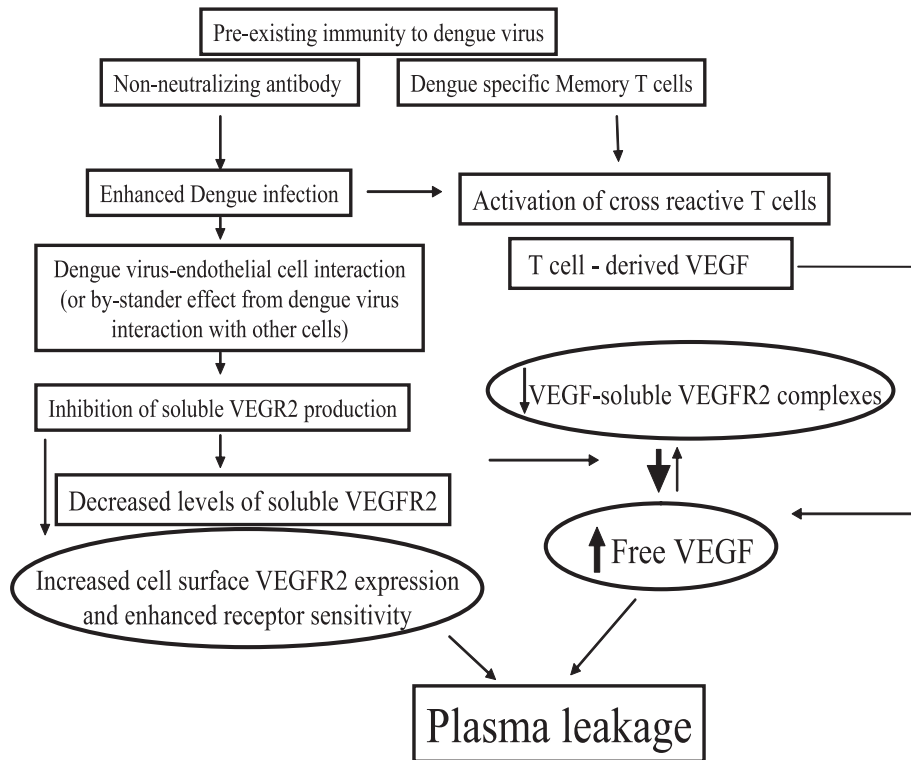 Pre-existing immunity to dengue virus
Non-neutralizing antibody
Dengue specific Memory T cells
Enhanced Dengue infection
Activation of cross reactive T cells
T cell - derived VEGF
Dengue virus-endothelial cell interaction
(or by-stander effect from dengue virus
interaction with other cells)
VEGF-soluble VEGFR2 complexes
Inhibition of soluble VEGR2 production
Decreased levels of soluble VEGFR2
Free VEGF
Increased cell surface VEGFR2 expression
and enhanced receptor sensitivity
Plasma leakage